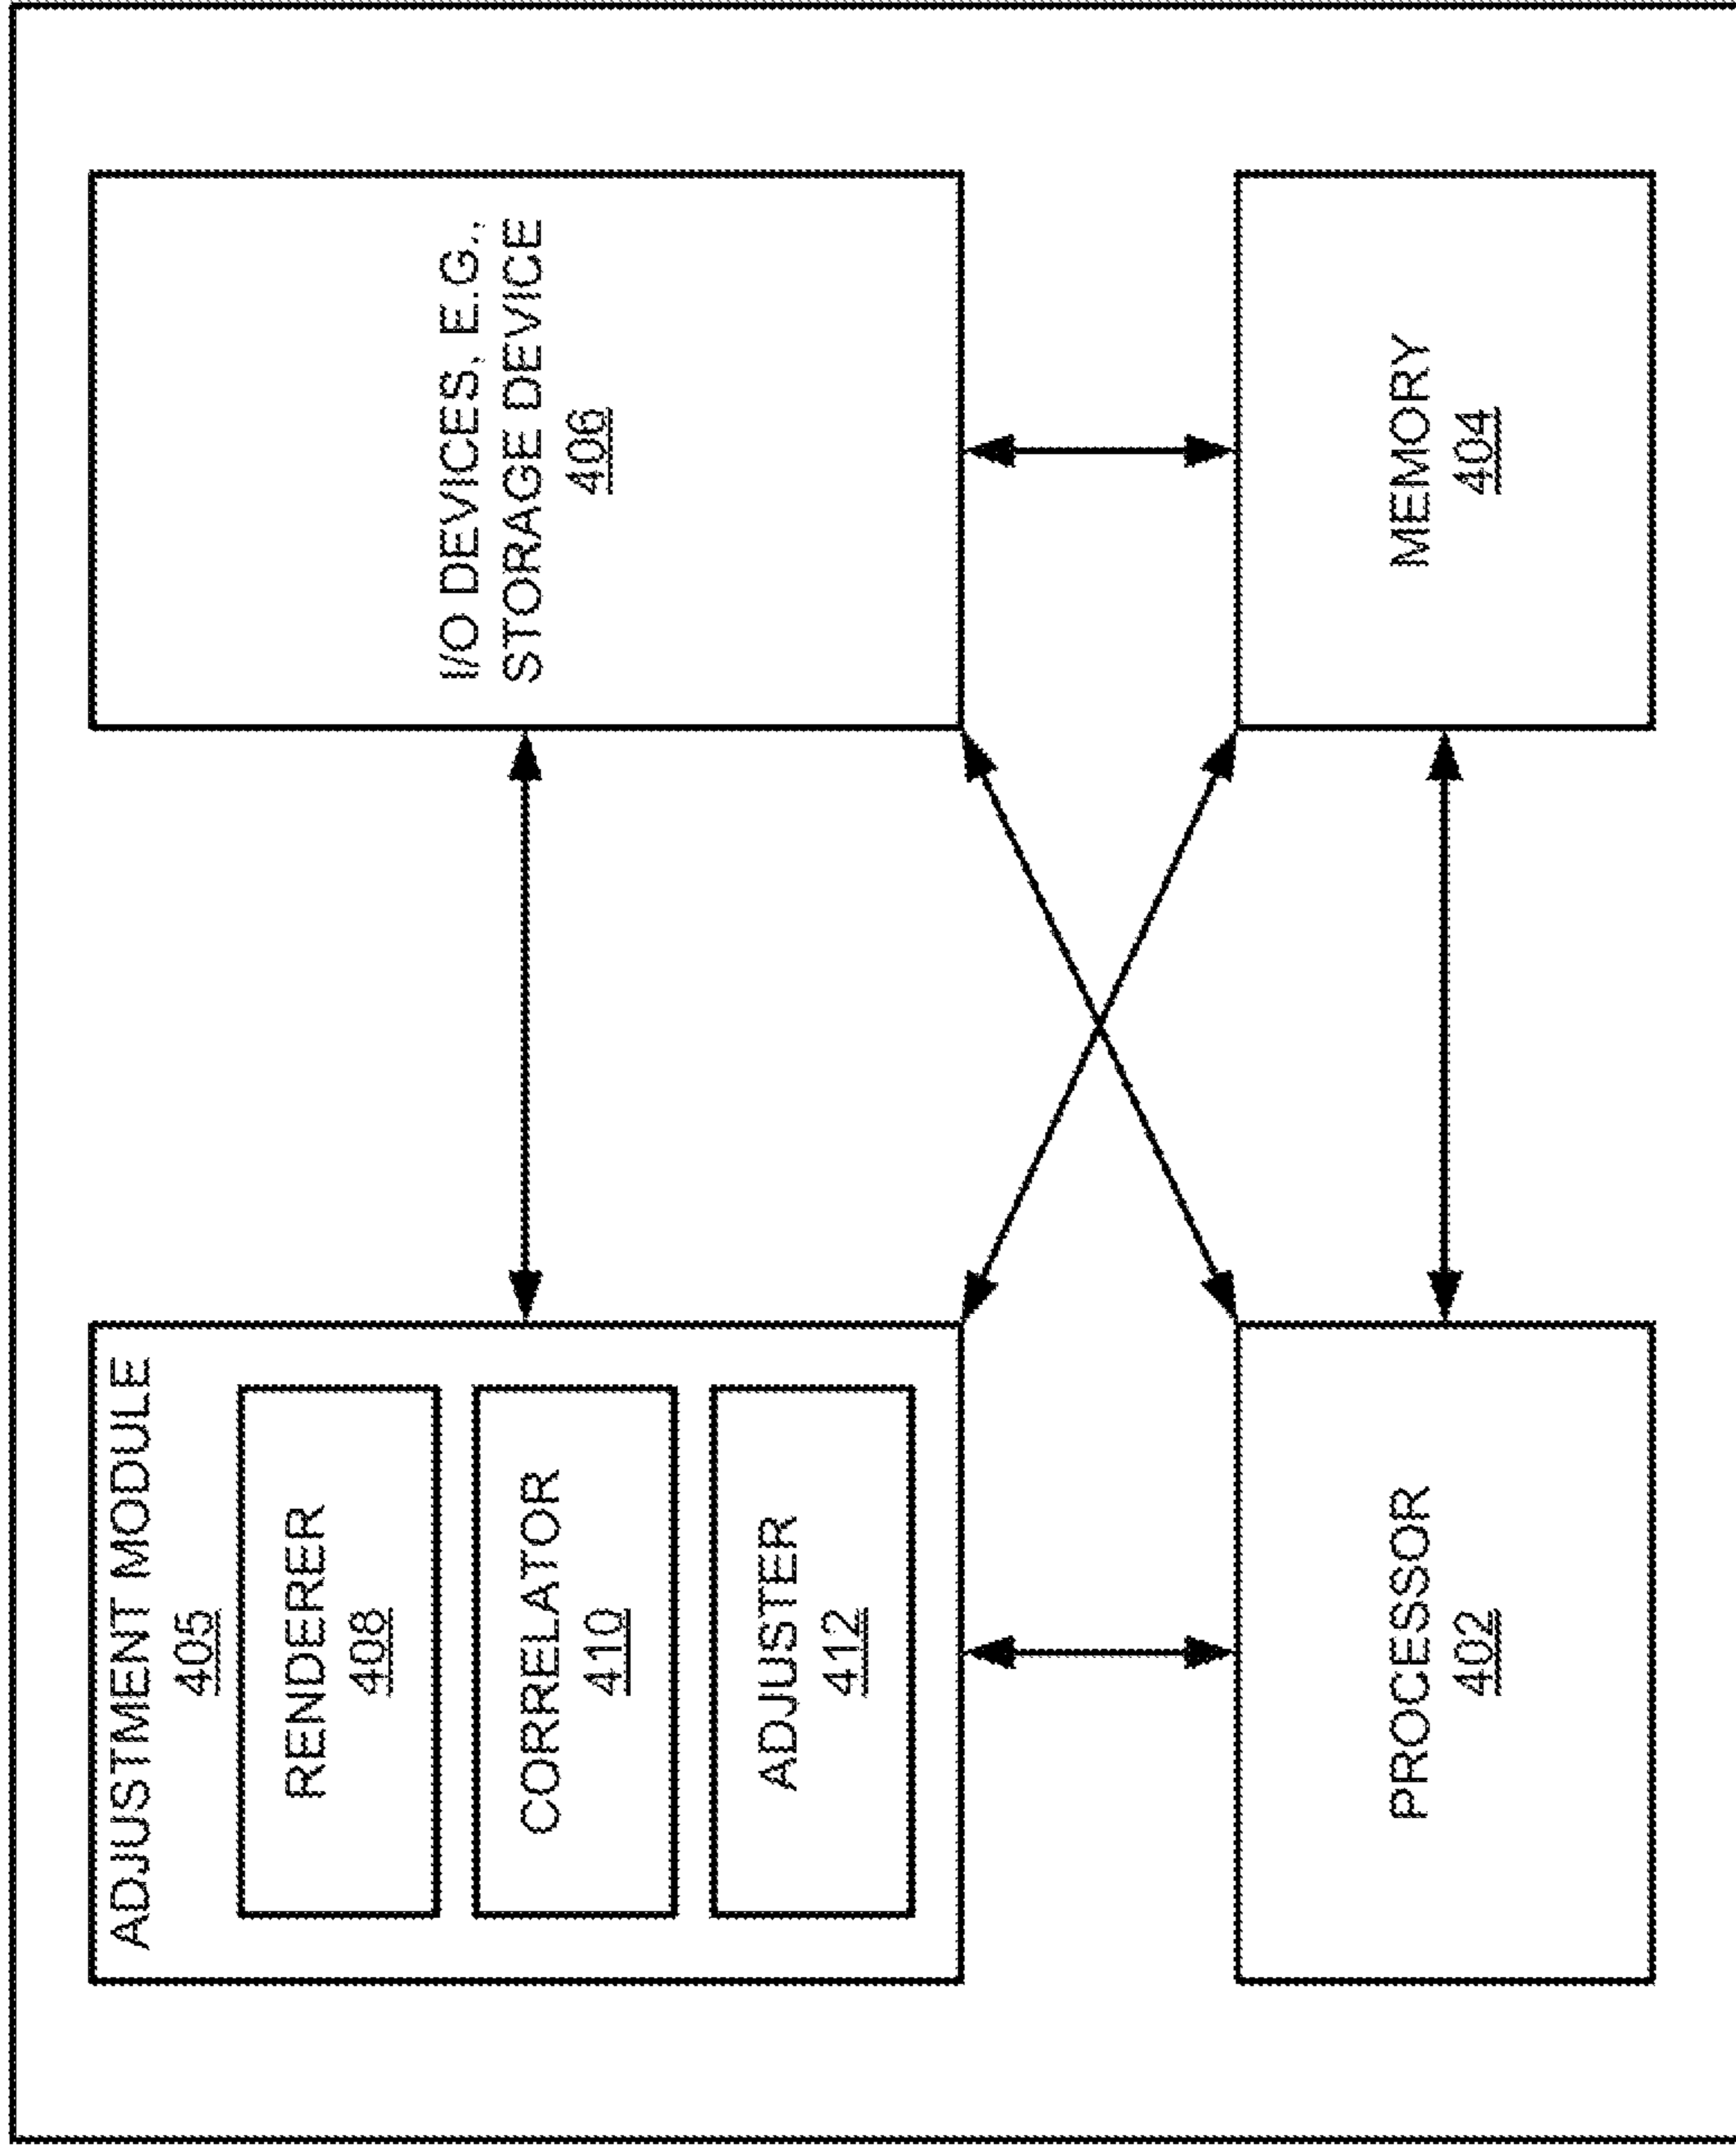 ADJUSTMENT MODULE
405
RENDERER
408
CORRELATOR
410
ADJUSTER
412
I/O DEVICES, E.G.,
STORAGE DEVICE
406
PROCESSOR
402
MEMORY
404